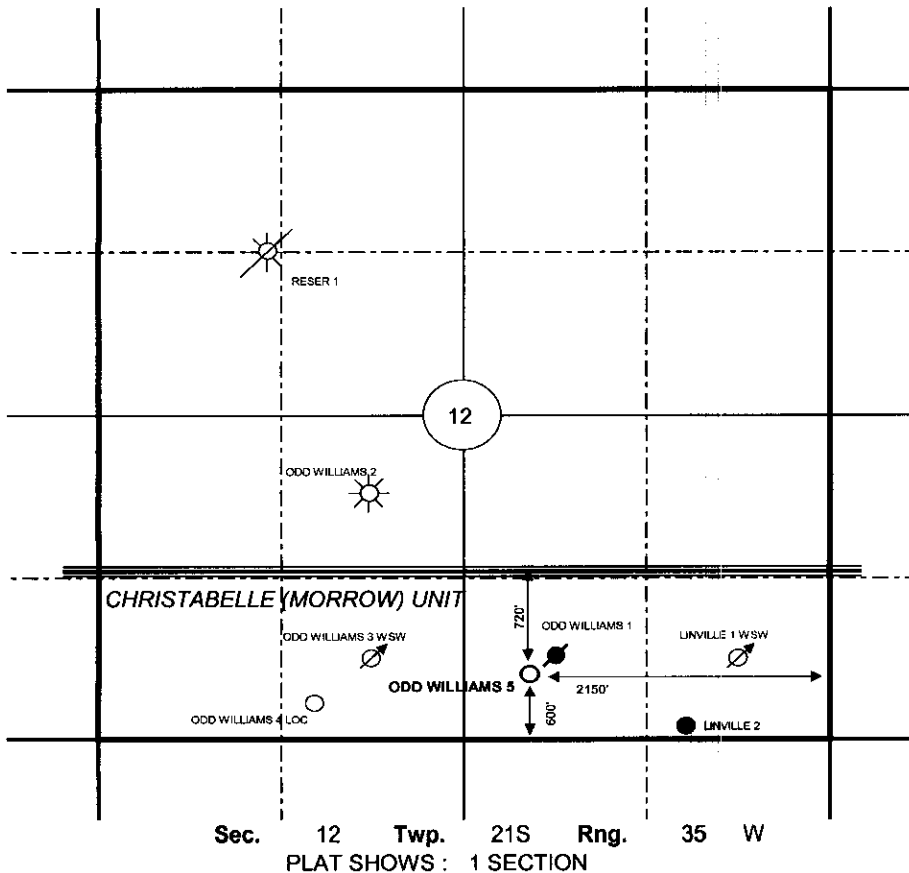 RESER 1
12
ODD WILLIAMS 2
CHRISTABELLE (MORROW) UNIT
720'
ODD WILLIAMS 1
ODD WILLIAMS 3 WSW
LINVILLE 1 WSW
ODD WILLIAMS 5
2150'
600'
ODD WILLIAMS 4 LOC
LINVILLE 2
Sec. 12 Twp. 21S Rng. 35 W
PLAT SHOWS : 1 SECTION